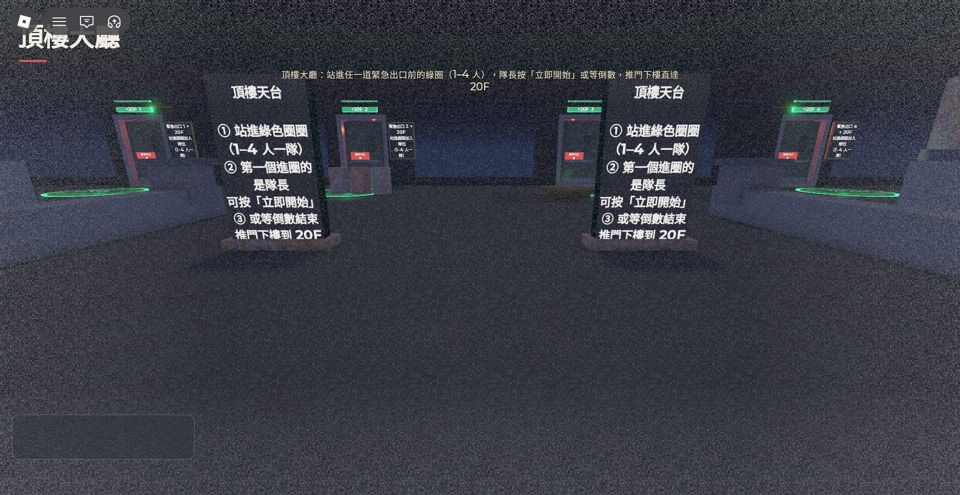 頂樓大廳
頂樓大廳：站進任一道緊急出口前的綠圈（1–4 人），隊長按「立即開始」或等倒數，推門下樓直達
20F
頂樓天台
① 站進綠色圈圈
（1–4 人一隊）
② 第一個進圈的
是隊長
可按「立即開始」
③ 或等倒數結束
推門下樓到 20F
頂樓天台
① 站進綠色圈圈
（1–4 人一隊）
② 第一個進圈的
是隊長
可按「立即開始」
③ 或等倒數結束
推門下樓到 20F